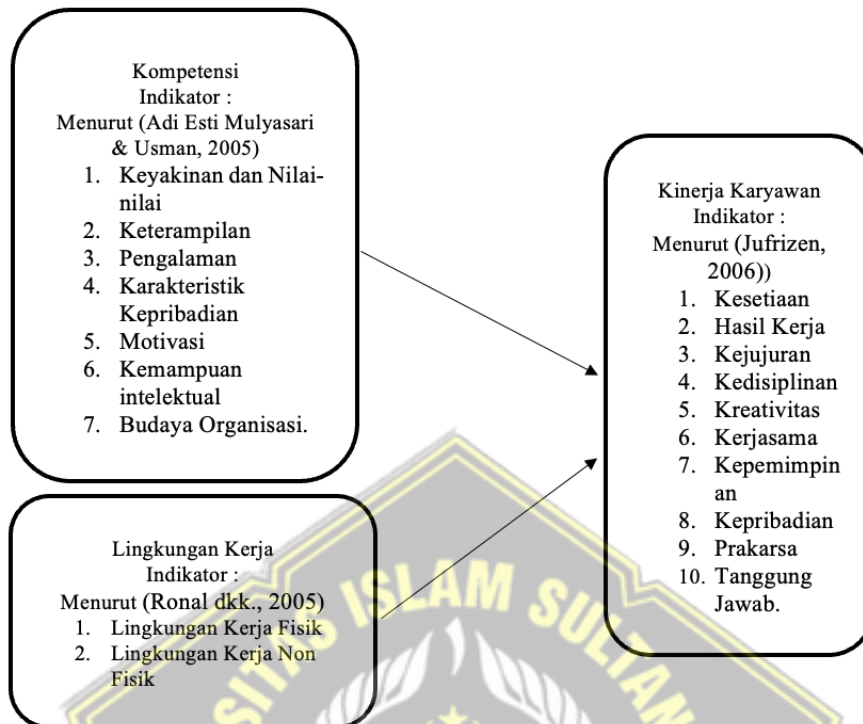 Kompetensi
Indikator :
Menurut (Adi Esti Mulyasari
& Usman, 2005)
1. Keyakinan dan Nilai-
nilai
2. Keterampilan
3. Pengalaman
4. Karakteristik
Kepribadian
5. Motivasi
6. Kemampuan
intelektual
7. Budaya Organisasi.
Lingkungan Kerja
Indikator :
Menurut (Ronal dkk., 2005)
1. Lingkungan Kerja Fisik
2. Lingkungan Kerja Non
Fisik
Kinerja Karyawan
Indikator :
Menurut (Jufrizen,
2006))
1. Kesetiaan
2. Hasil Kerja
3. Kejujuran
4. Kedisiplinan
5. Kreativitas
6. Kerjasama
7. Kepemimpin
an
8. Kepribadian
9. Prakarsa
10. Tanggung
Jawab.
SITAS ISLAM SULTAN